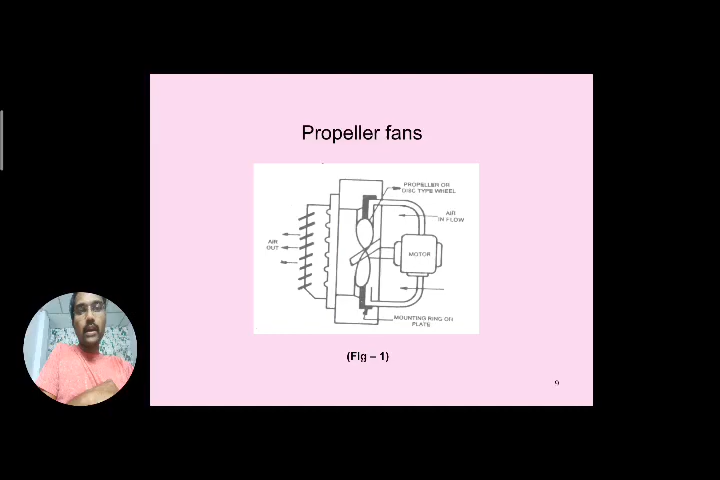 Propeller fans
PROPELLER OR
DISC TYPE WHEEL
AIR
IN FLOW
AIR
OUT
MOTOR
MOUNTING RING ON
PLATE
(Fig – 1)
9